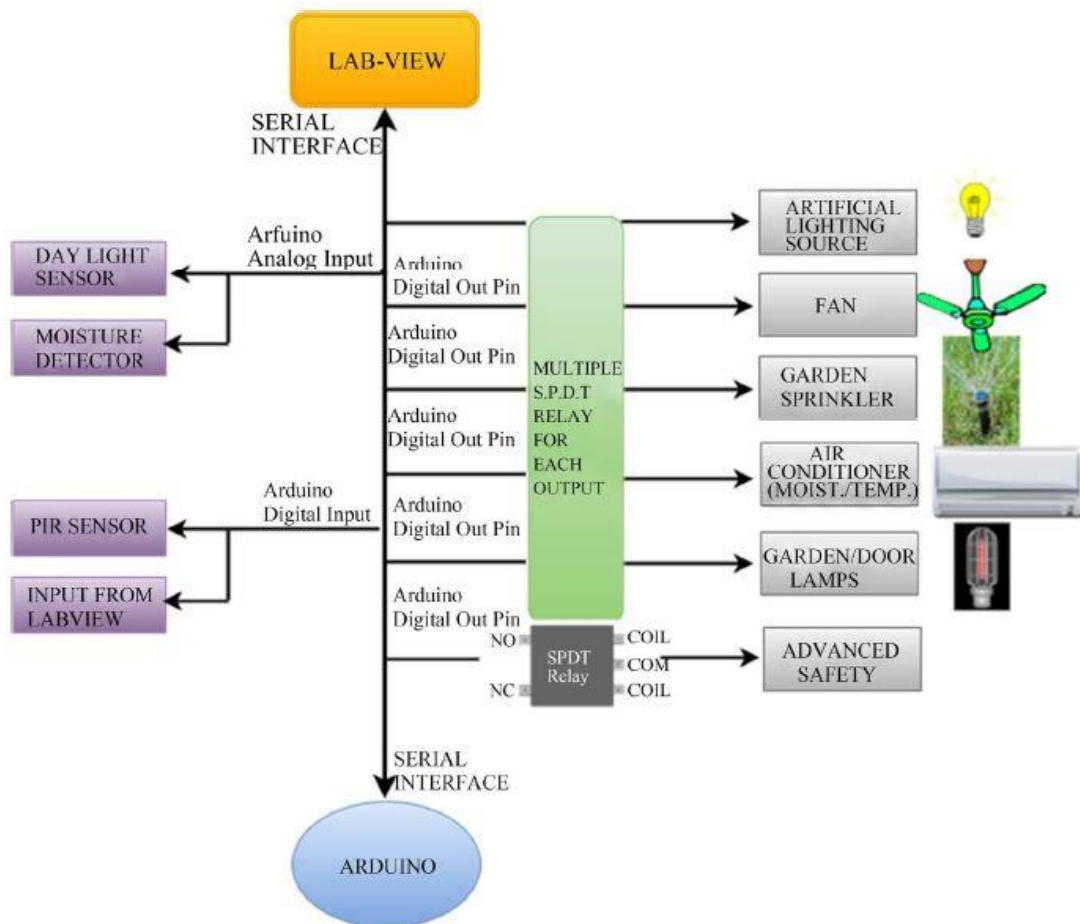 LAB-VIEW
SERIAL
INTERFACE
Arfuino
Analog Input
DAY LIGHT
SENSOR
MOISTURE
DETECTOR
Arduino
Digital Input
PIR SENSOR
INPUT FROM
LABVIEW
Arduino
Digital Out Pin
Arduino
Digital Out Pin
Arduino
Digital Out Pin
Arduino
Digital Out Pin
Arduino
Digital Out Pin
MULTIPLE
S.P.D.T
RELAY
FOR
EACH
OUTPUT
NO
NC
SPDT
Relay
COIL
COM
COIL
ARTIFICIAL
LIGHTING
SOURCE
FAN
GARDEN
SPRINKLER
AIR
CONDITIONER
(MOIST./TEMP.)
GARDEN/DOOR
LAMPS
ADVANCED
SAFETY
SERIAL
INTERFACE
ARDUINO